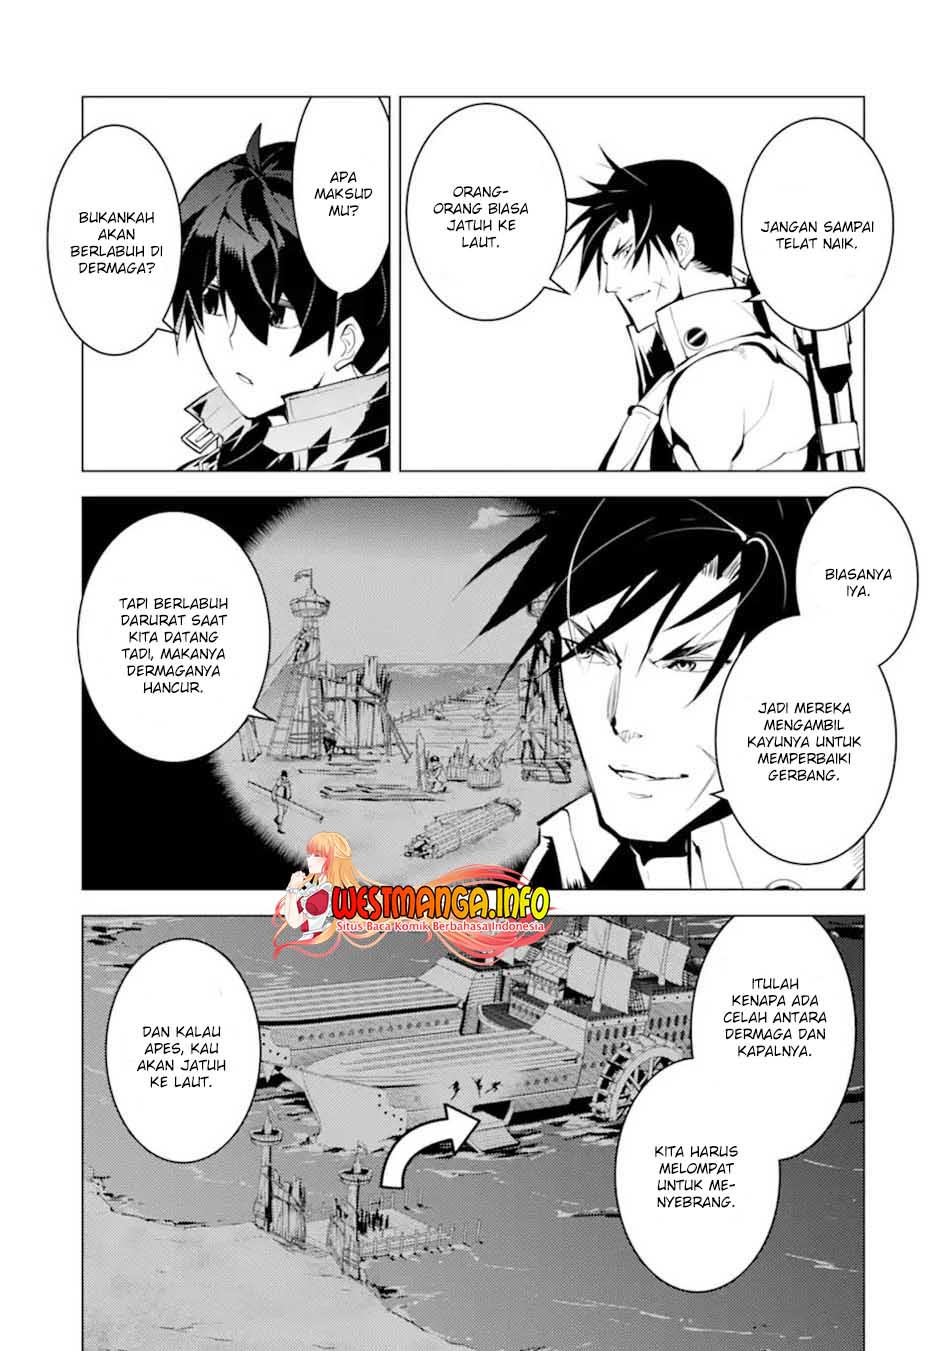 JANGAN SAMPAI
TELAT NAIK.
ORANG-
ORANG BIASA
JATUH KE
LAUT.
APA
MAKSUD
MU?
BUKANKAH
AKAN
BERLABUH DI
DERMAGA?
BIASANYA
IYA.
TAPI BERLABUH
DARURAT SAAT
KITA DATANG
TADI, MAKANYA
DERMAGANYA
HANCUR.
JADI MEREKA
MENGAMBIL
KAYUNYA UNTUK
MEMPERBAIKI
GERBANG.
WESTMANGA.INFO
Situs Baca Komik Berbahasa Indonesia
ITULAH
KENAPA ADA
CELAH ANTARA
DERMAGA DAN
KAPALNYA.
KITA HARUS
MELOMPAT
UNTUK ME-
NYEBRANG.
DAN KALAU
APES, KAU
AKAN JATUH
KE LAUT.